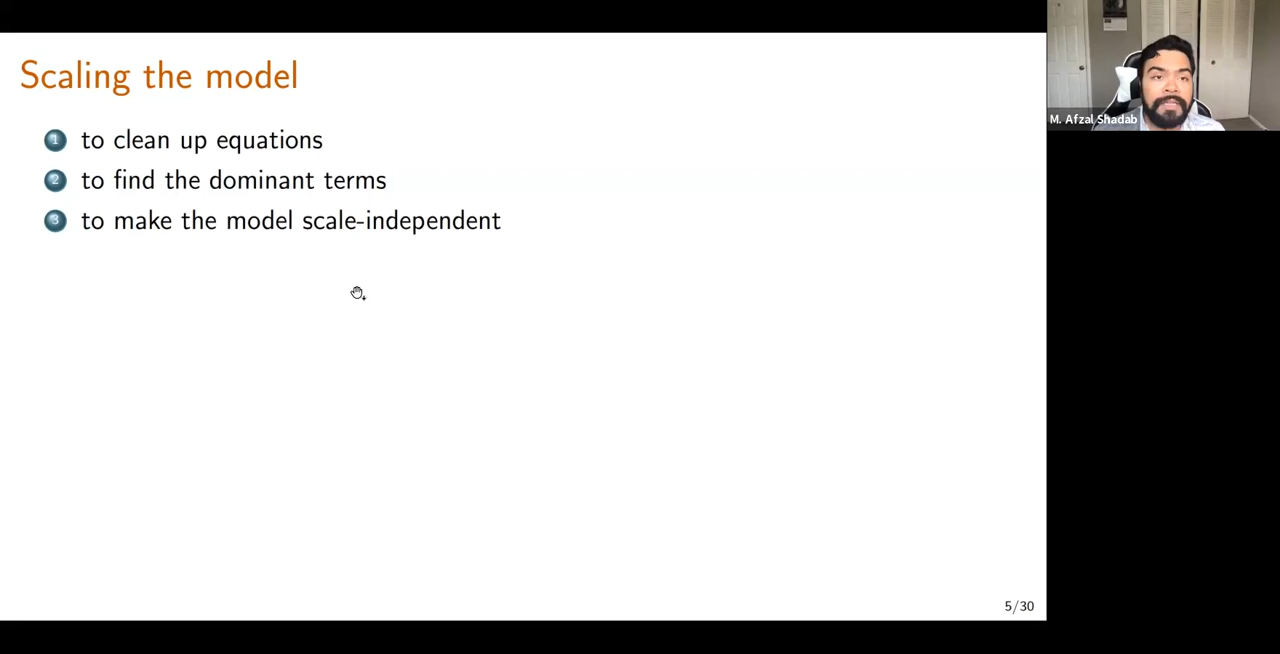 Scaling the model
1 to clean up equations
2 to find the dominant terms
3 to make the model scale-independent
5/30
M. Afzal Shadab